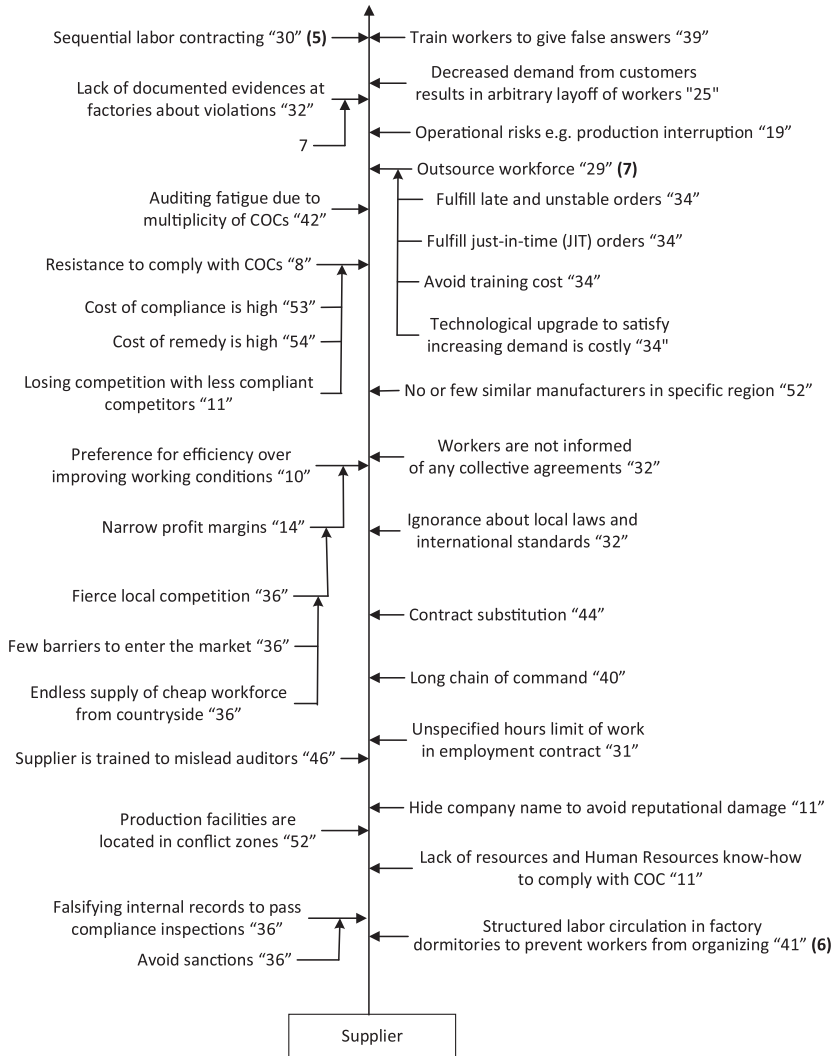 Sequential labor contracting “30” (5)
Train workers to give false answers “39”
Decreased demand from customers
results in arbitrary layoff of workers "25"
Lack of documented evidences at
factories about violations “32”
7
Operational risks e.g. production interruption “19”
Outsource workforce “29” (7)
Fulfill late and unstable orders “34”
Fulfill just-in-time (JIT) orders “34”
Avoid training cost “34”
Technological upgrade to satisfy
increasing demand is costly “34"
Auditing fatigue due to
multiplicity of COCs “42”
Resistance to comply with COCs “8”
Cost of compliance is high “53”
Cost of remedy is high “54”
Losing competition with less compliant
competitors “11”
No or few similar manufacturers in specific region “52”
Preference for efficiency over
improving working conditions “10”
Workers are not informed
of any collective agreements “32”
Narrow profit margins “14”
Ignorance about local laws and
international standards “32”
Fierce local competition “36”
Contract substitution “44”
Few barriers to enter the market “36”
Long chain of command “40”
Endless supply of cheap workforce
from countryside “36”
Unspecified hours limit of work
in employment contract “31”
Supplier is trained to mislead auditors “46”
Hide company name to avoid reputational damage “11”
Production facilities are
located in conflict zones “52”
Lack of resources and Human Resources know-how
to comply with COC “11”
Falsifying internal records to pass
compliance inspections “36”
Structured labor circulation in factory
dormitories to prevent workers from organizing “41” (6)
Avoid sanctions “36”
Supplier